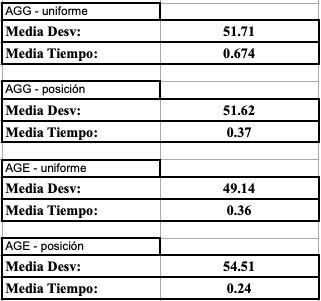 AGG - uniforme
Media Desv: 51.71
Media Tiempo: 0.674
AGG - posición
Media Desv: 51.62
Media Tiempo: 0.37
AGE - uniforme
Media Desv: 49.14
Media Tiempo: 0.36
AGE - posición
Media Desv: 54.51
Media Tiempo: 0.24